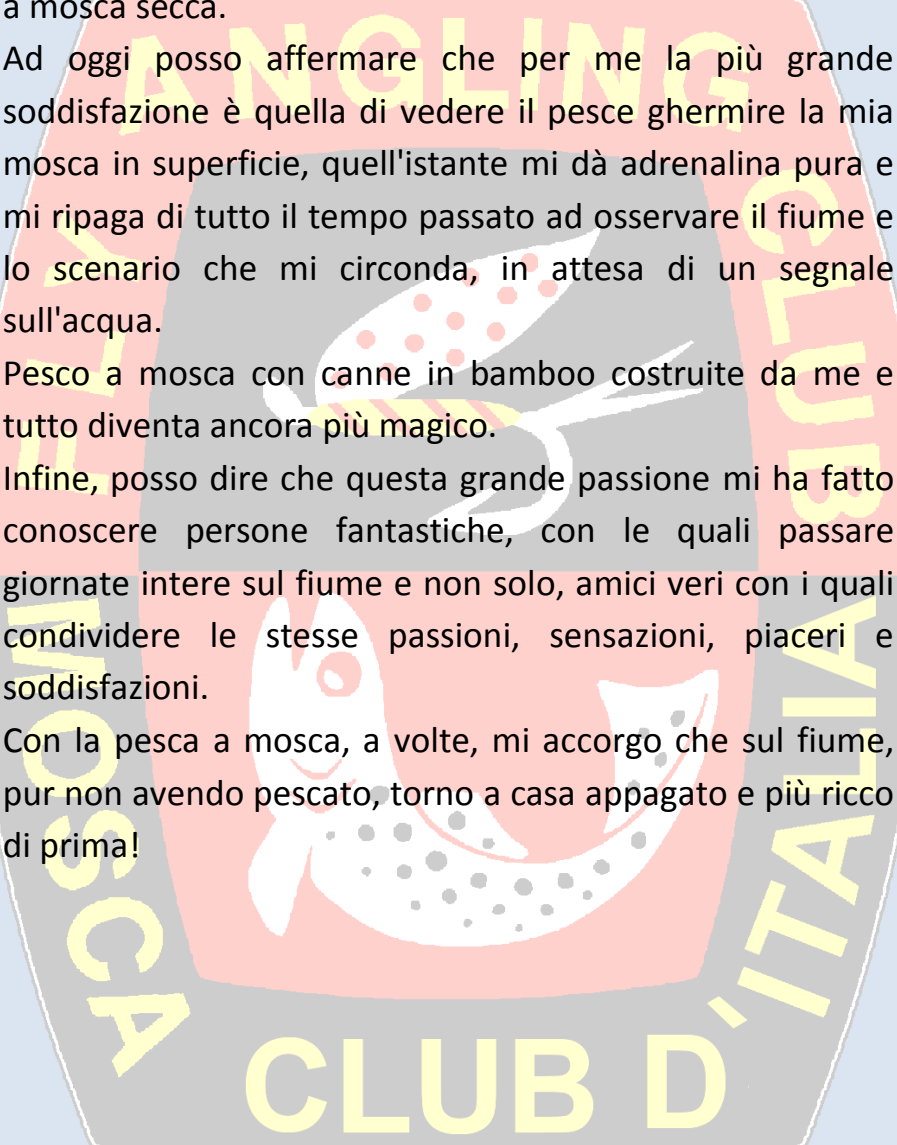 a mosca secca.
Ad oggi posso affermare che per me la più grande
soddisfazione è quella di vedere il pesce ghermire la mia
mosca in superficie, quell'istante mi dà adrenalina pura e
mi ripaga di tutto il tempo passato ad osservare il fiume e
lo scenario che mi circonda, in attesa di un segnale
sull'acqua.
Pesco a mosca con canne in bamboo costruite da me e
tutto diventa ancora più magico.
Infine, posso dire che questa grande passione mi ha fatto
conoscere persone fantastiche, con le quali passare
giornate intere sul fiume e non solo, amici veri con i quali
condividere le stesse passioni, sensazioni, piaceri e
soddisfazioni.
Con la pesca a mosca, a volte, mi accorgo che sul fiume,
pur non avendo pescato, torno a casa appagato e più ricco
di prima!
FLY ANGLING CLUB
MOSCA CLUB D'ITALIA